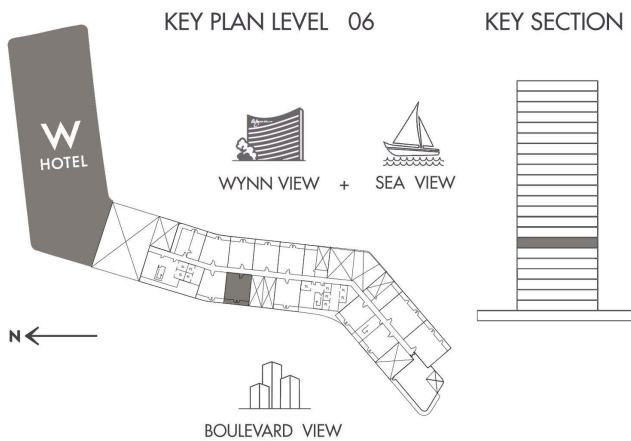 KEY PLAN LEVEL 06
KEY SECTION
W
HOTEL
WYNN VIEW + SEA VIEW
N
BOULEVARD VIEW